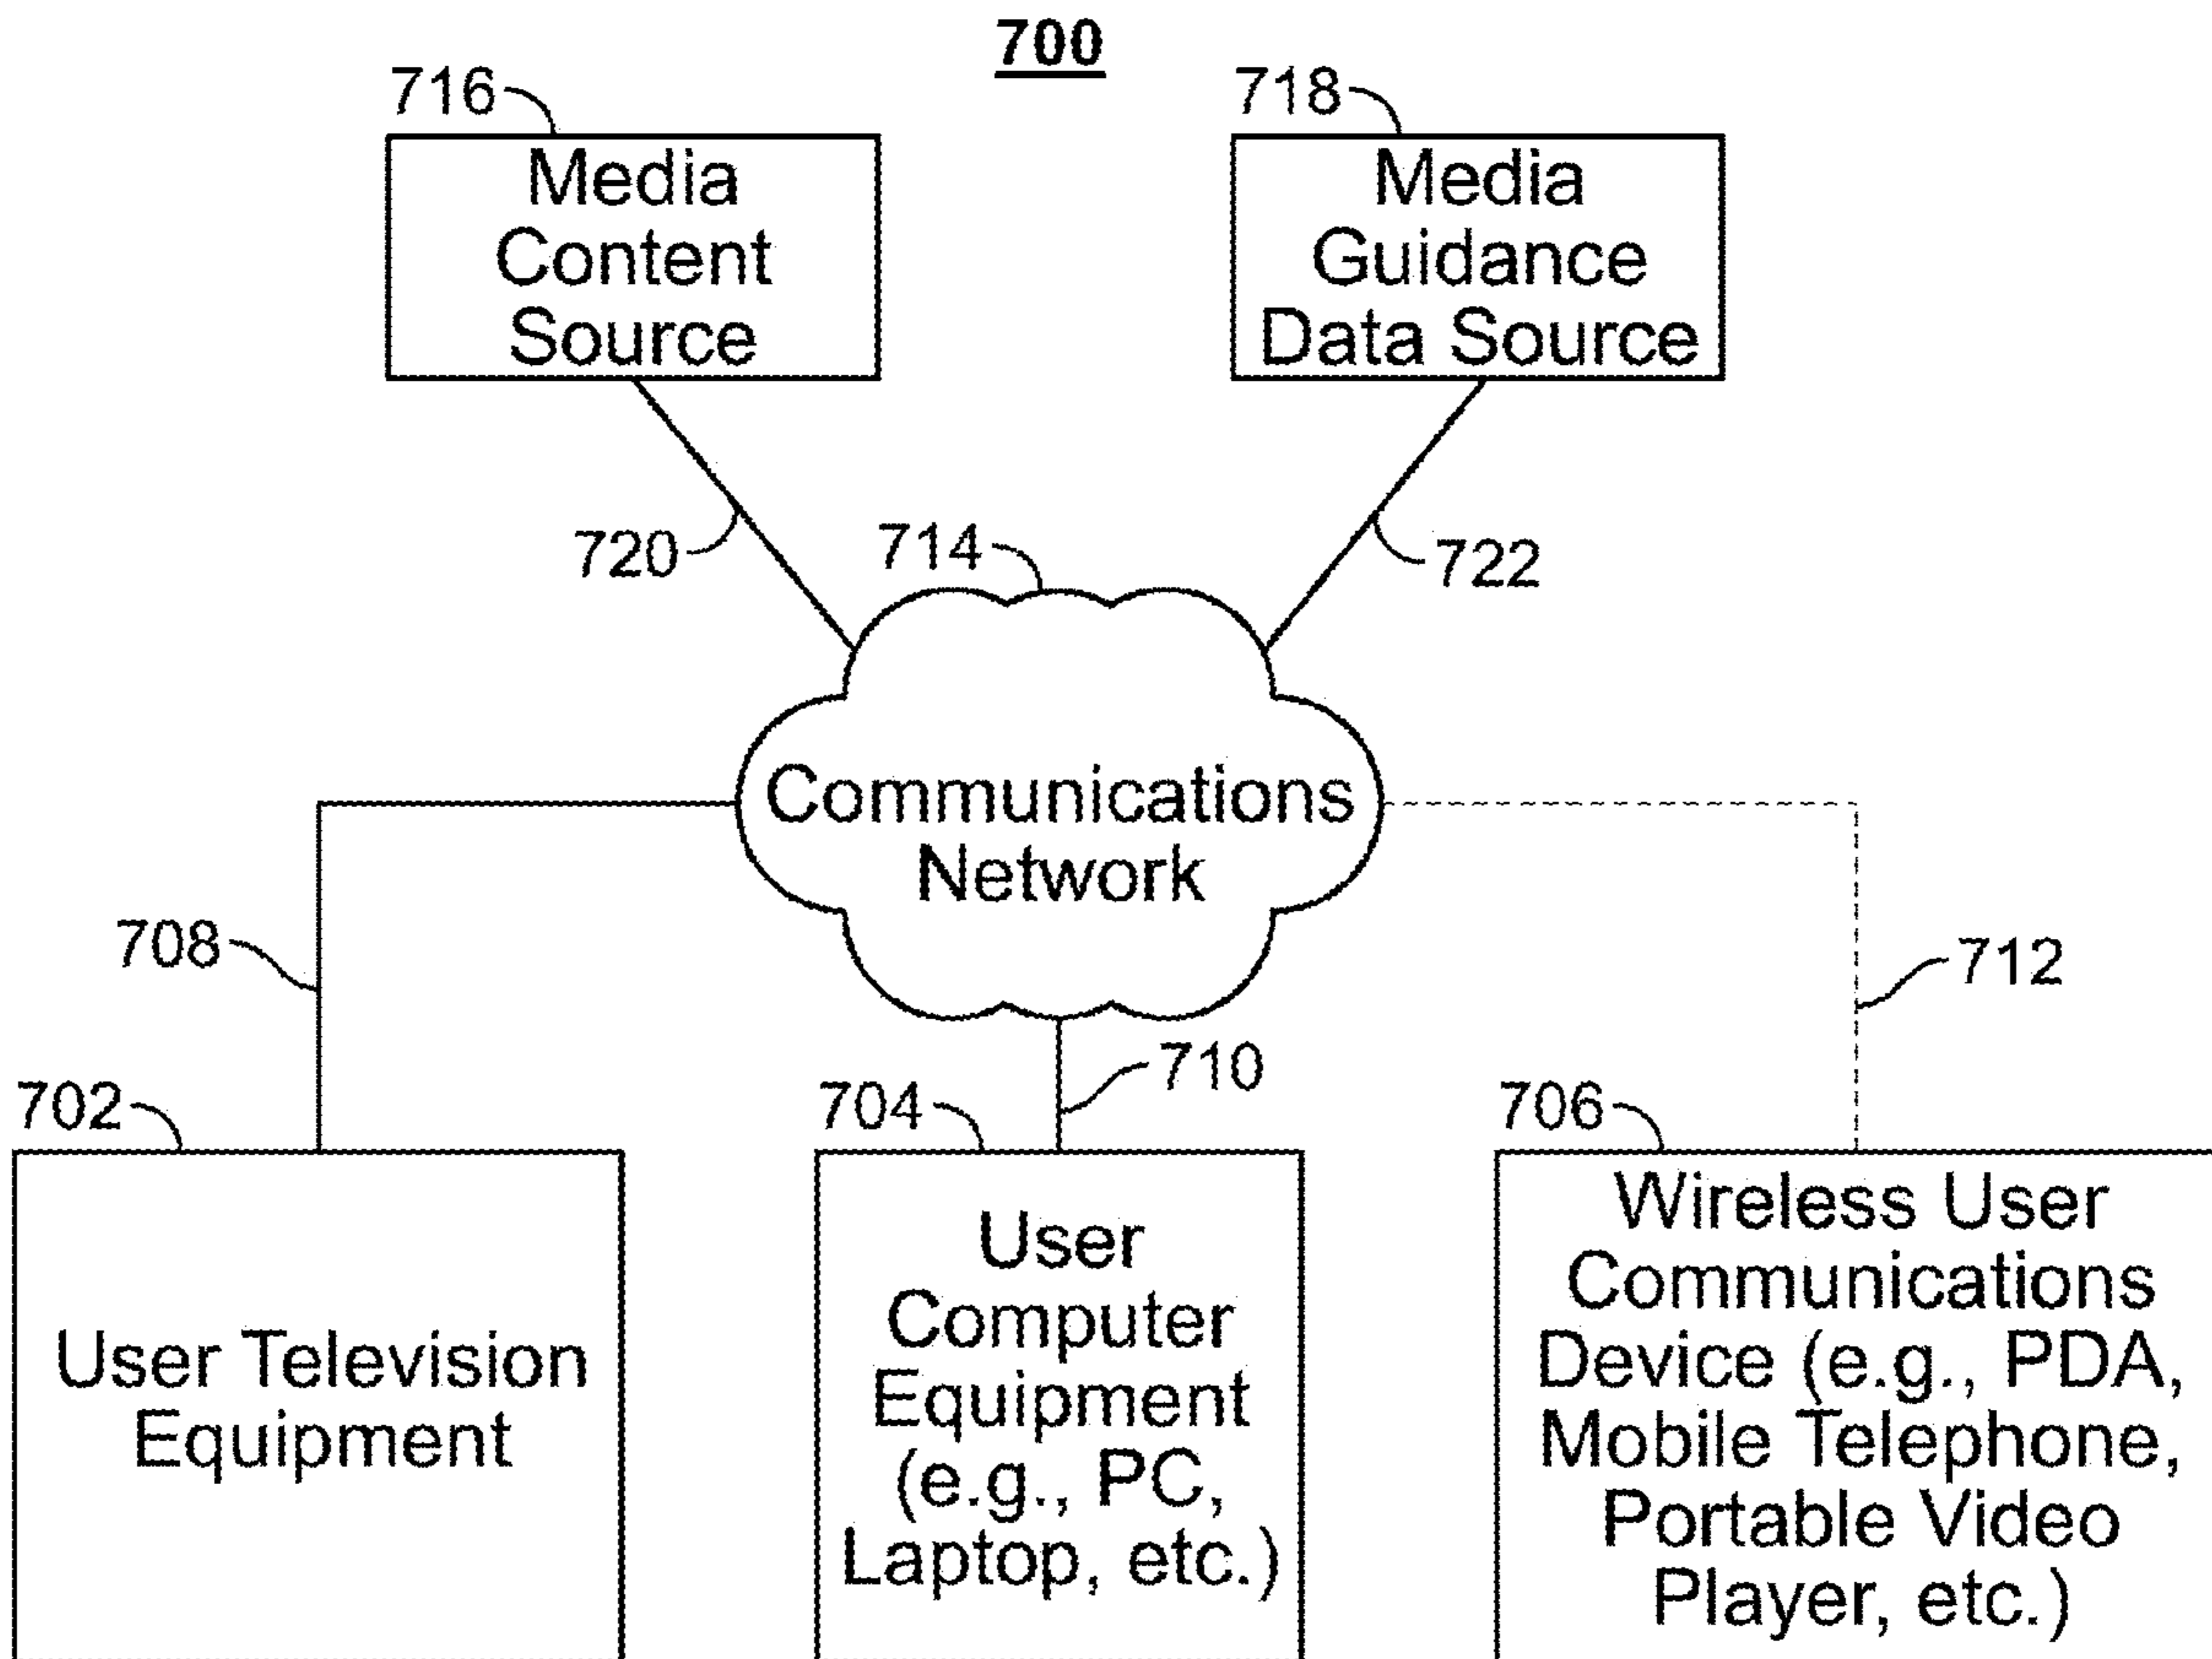 700
716
718
Media
Content
Source
Media
Guidance
Data Source
720
714
722
Communications
Network
708
712
710
702
704
706
User Television
Equipment
User
Computer
Equipment
(e.g., PC,
Laptop, etc.)
Wireless User
Communications
Device (e.g., PDA,
Mobile Telephone,
Portable Video
Player, etc.)